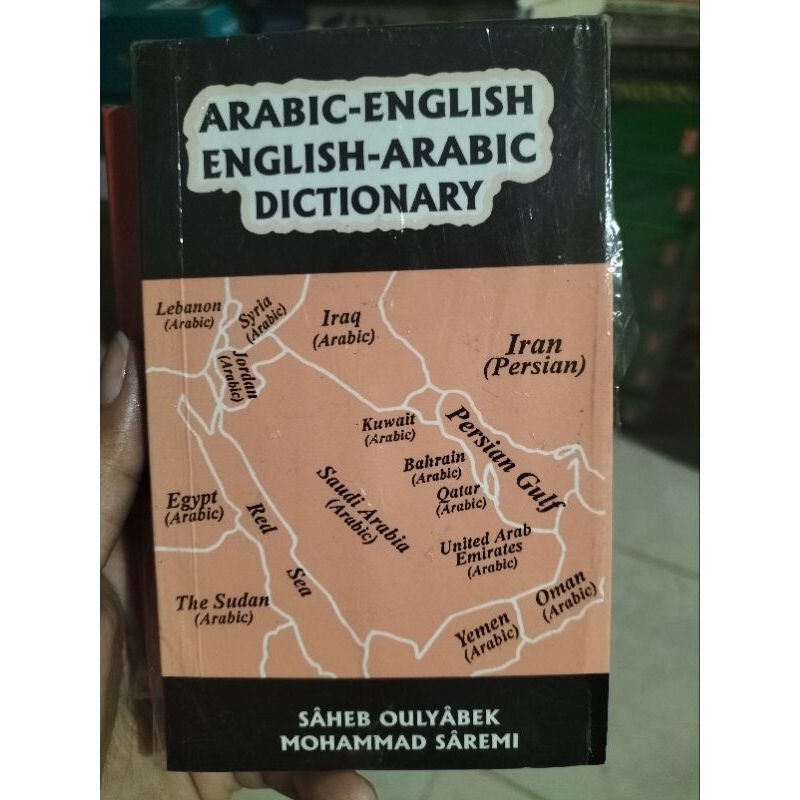 ARABIC-ENGLISH
ENGLISH-ARABIC
DICTIONARY
Lebanon
(Arabic)
Syria
(Arabic)
Iraq
(Arabic)
Iran
(Persian)
Jordan
(Arabic)
Kuwait
(Arabic)
Persian Gulf
Bahrain
(Arabic)
Qatar
(Arabic)
Saudi Arabia
(Arabic)
Egypt
(Arabic)
Red
Sea
United Arab
Emirates
(Arabic)
The Sudan
(Arabic)
Yemen
(Arabic)
Oman
(Arabic)
SÂHEB OULYÂBEK
MOHAMMAD SÂREMI